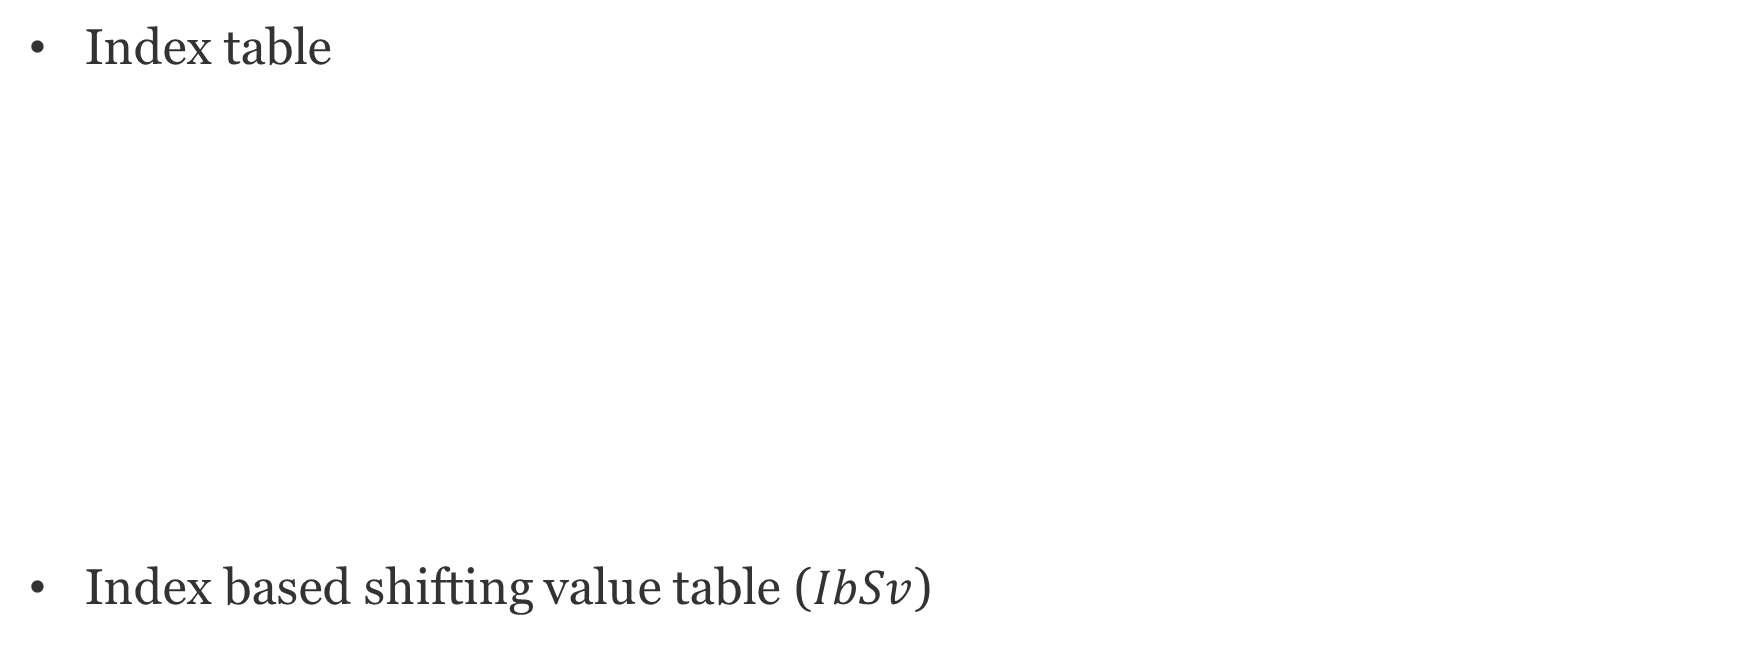 • Index table
• Index based shifting value table (IbSv)